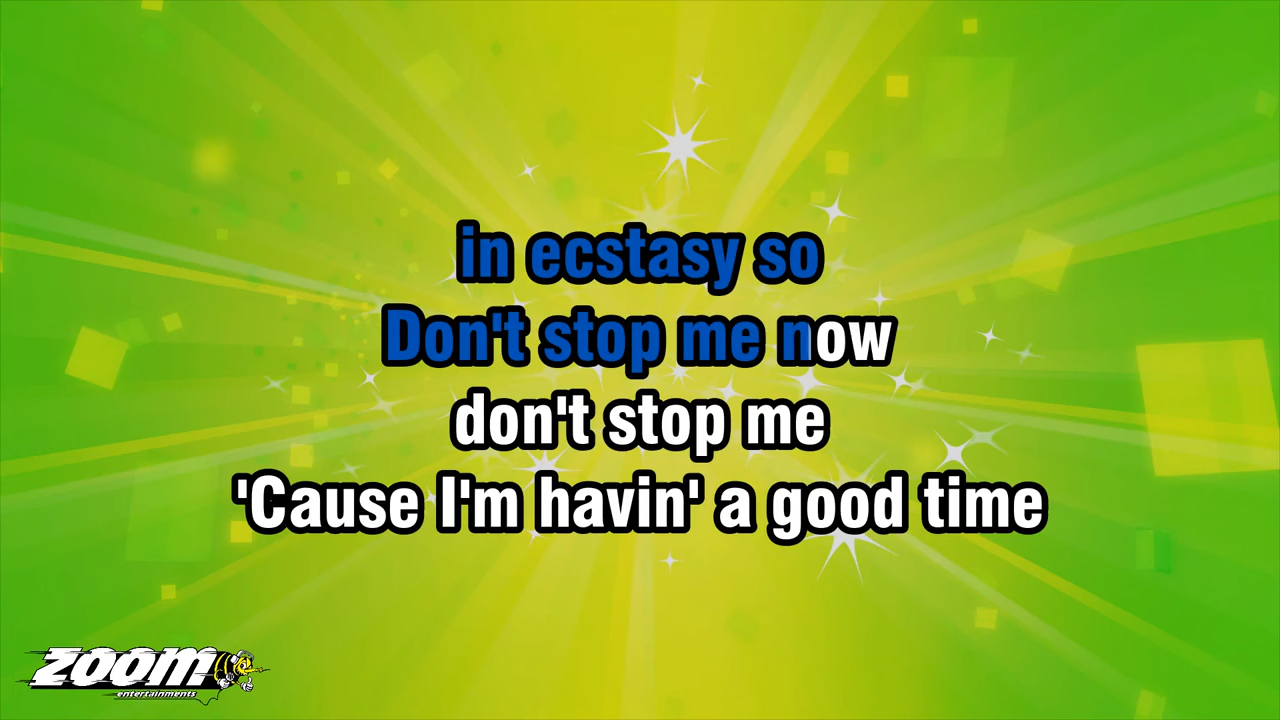 in ecstasy so
Don't stop me now
don't stop me
'Cause I'm havin' a good time
zoom
entertainments